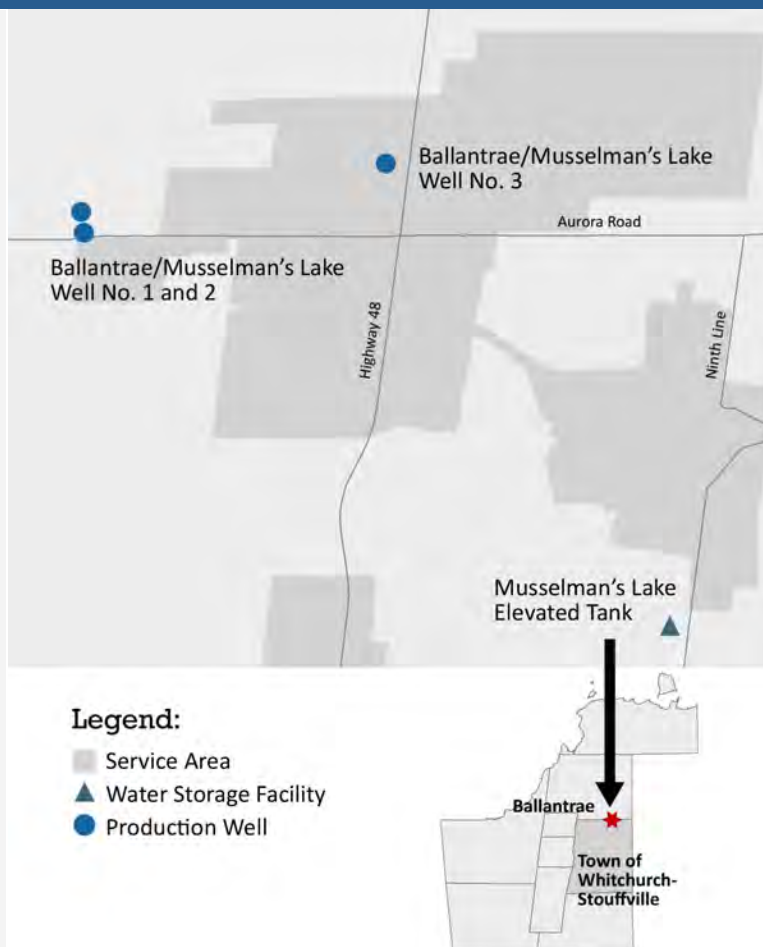 Ballantrae/Musselman's Lake
Well No. 3
Aurora Road
Ballantrae/Musselman's Lake
Well No. 1 and 2
Highway 48
Ninth Line
Musselman's Lake
Elevated Tank
Legend:
Service Area
Water Storage Facility
Production Well
Ballantrae
Town of
Whitchurch-
Stouffville